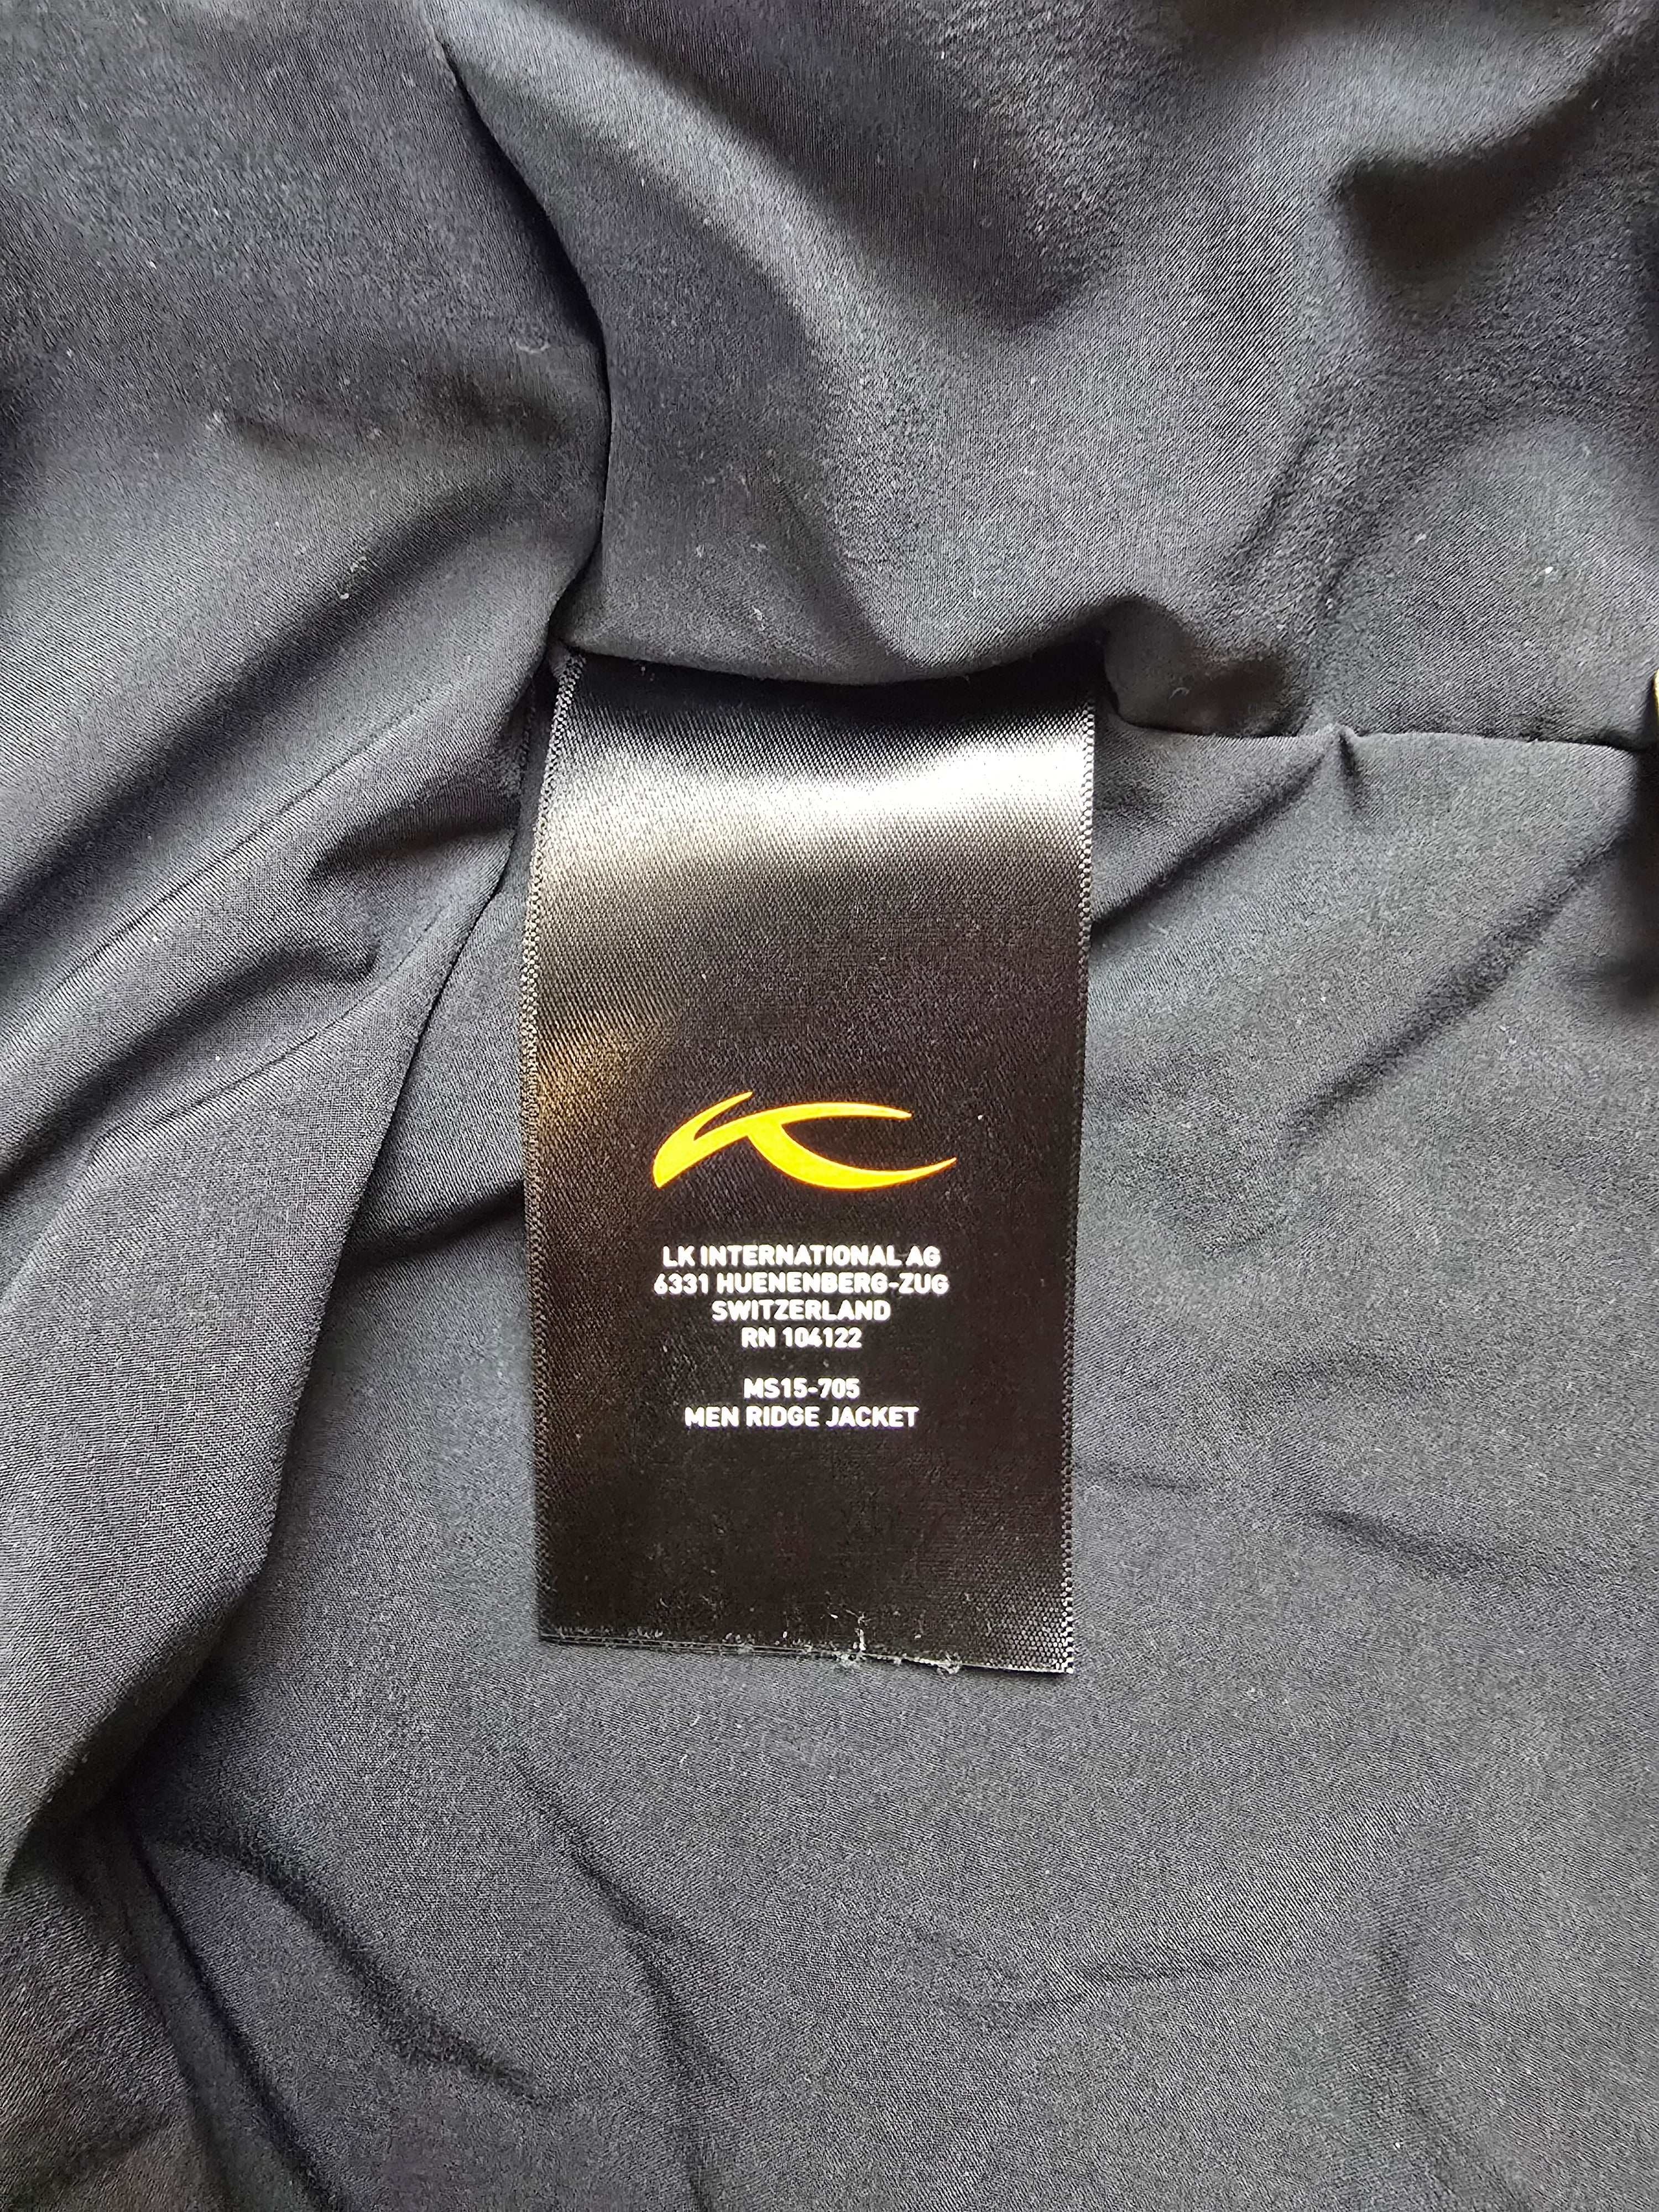 LK INTERNATIONAL AG
6331 HUENENBERG-ZUG
SWITZERLAND
RN 104122
MS15-705
MEN RIDGE JACKET